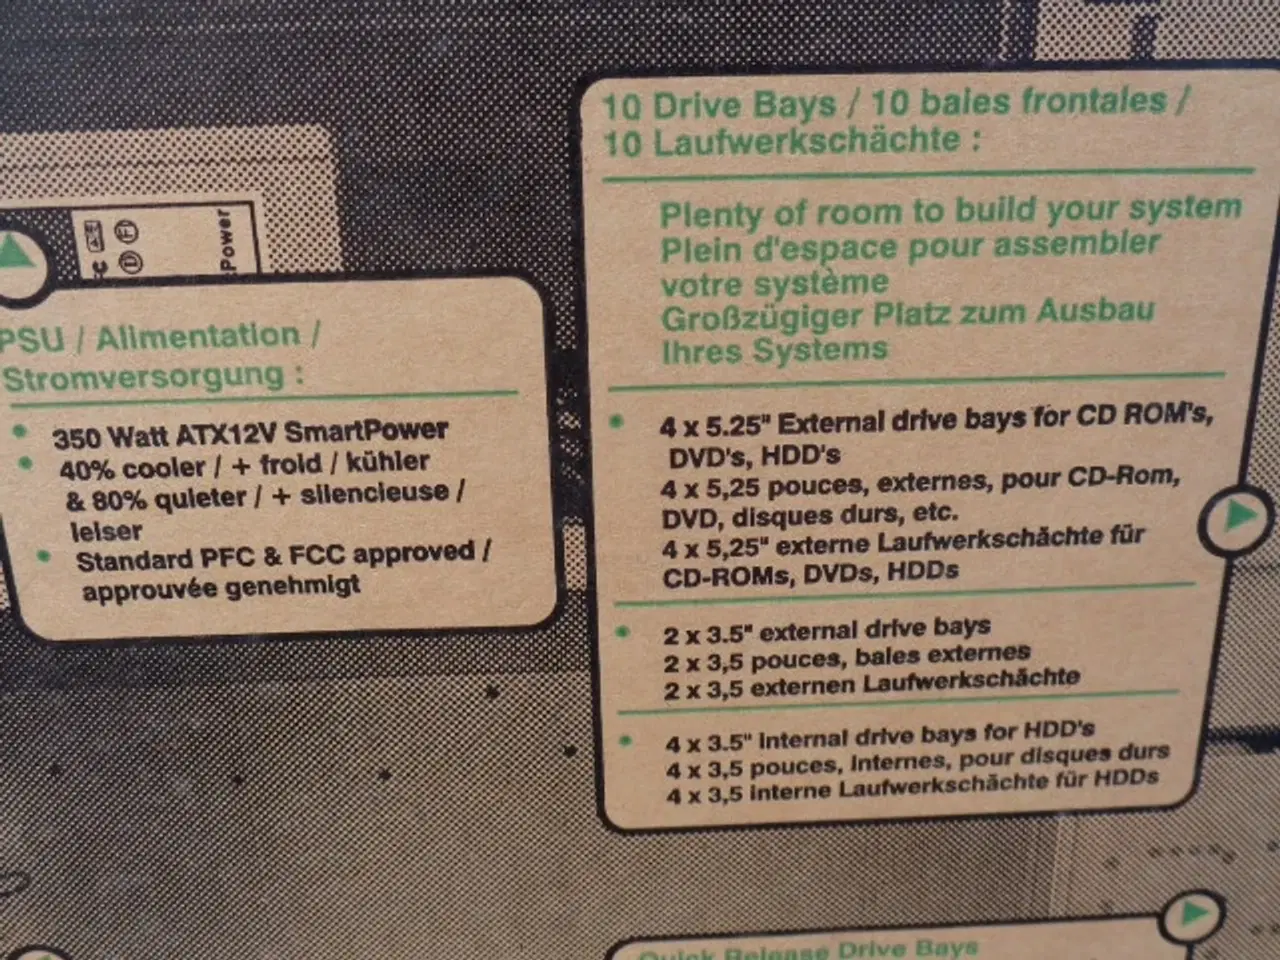 Power
PSU / Alimentation /
Stromversorgung :
350 Watt ATX12V SmartPower
40% cooler / + froid / kühler
& 80% quieter / + silencieuse /
leiser
Standard PFC & FCC approved /
approuvée genehmigt
10 Drive Bays / 10 baies frontales /
10 Laufwerkschächte :
Plenty of room to build your system
Plein d'espace pour assembler
votre système
Großzügiger Platz zum Ausbau
Ihres Systems
4 x 5.25" External drive bays for CD ROM's,
DVD's, HDD's
4 x 5,25 pouces, externes, pour CD-Rom,
DVD, disques durs, etc.
4 x 5,25" externe Laufwerkschächte für
CD-ROMs, DVDs, HDDs
2 x 3.5" external drive bays
2 x 3,5 pouces, baies externes
2 x 3,5 externen Laufwerkschächte
4 x 3.5" internal drive bays for HDD's
4 x 3,5 pouces, internes, pour disques durs
4 x 3,5 interne Laufwerkschächte für HDDs
Quick Release Drive Bays